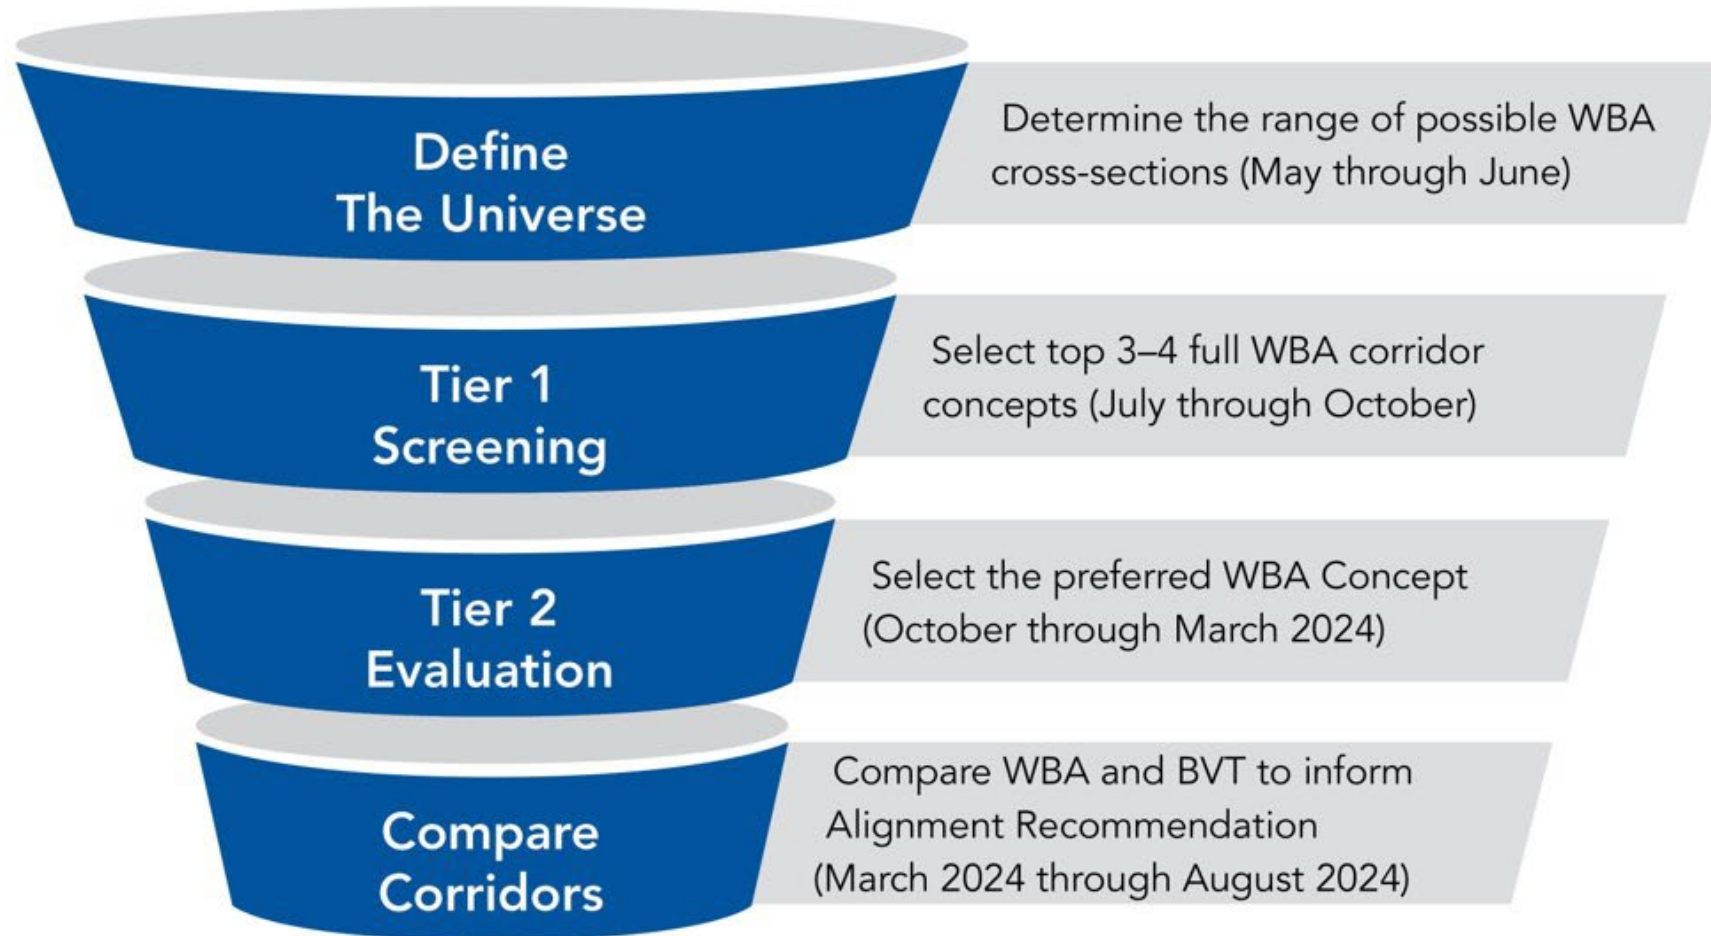 Define
The Universe
Determine the range of possible WBA
cross-sections (May through June)
Tier 1
Screening
Select top 3–4 full WBA corridor
concepts (July through October)
Tier 2
Evaluation
Select the preferred WBA Concept
(October through March 2024)
Compare
Corridors
Compare WBA and BVT to inform
Alignment Recommendation
(March 2024 through August 2024)